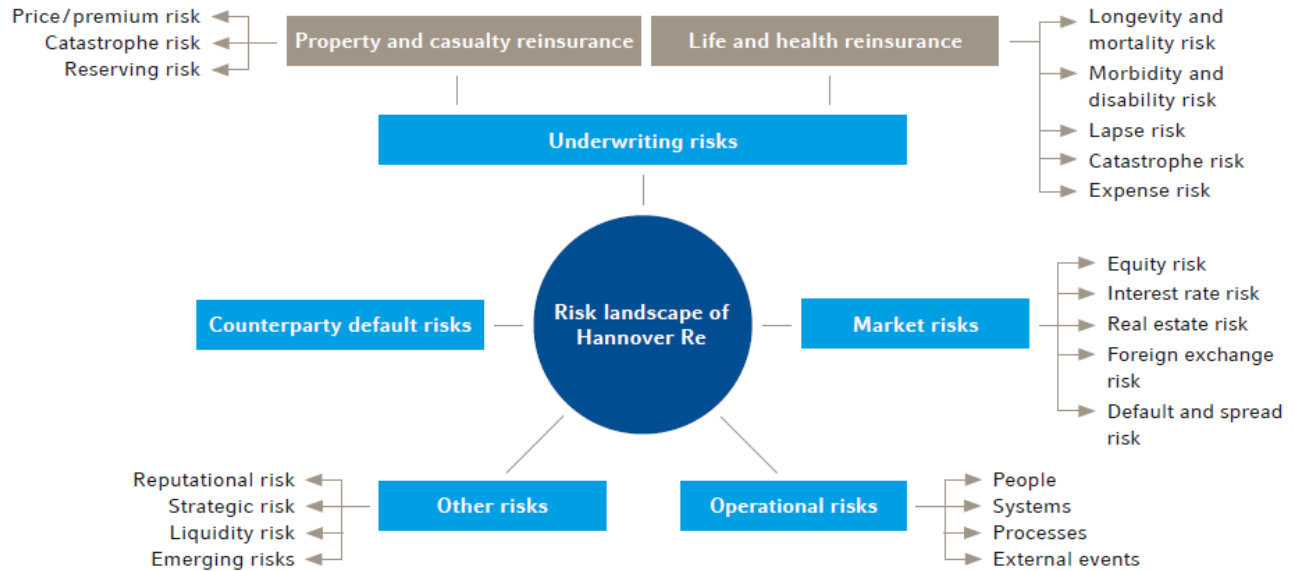 Price/premium risk
Catastrophe risk
Reserving risk
Property and casualty reinsurance
Life and health reinsurance
Longevity and
mortality risk
Morbidity and
disability risk
Lapse risk
Catastrophe risk
Expense risk
Underwriting risks
Counterparty default risks
Risk landscape of
Hannover Re
Market risks
Equity risk
Interest rate risk
Real estate risk
Foreign exchange
risk
Default and spread
risk
Reputational risk
Strategic risk
Liquidity risk
Emerging risks
Other risks
Operational risks
People
Systems
Processes
External events